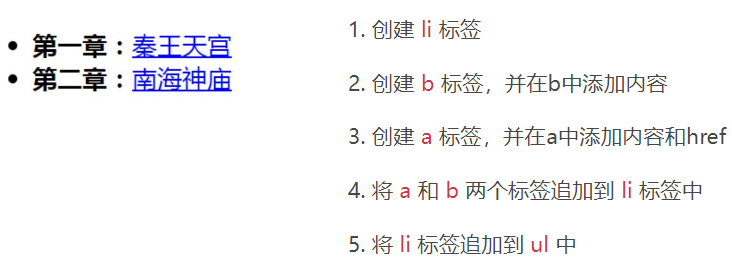 第一章：秦王天宫
第二章：南海神庙
1. 创建 li 标签
2. 创建 b 标签，并在b中添加内容
3. 创建 a 标签，并在a中添加内容和href
4. 将 a 和 b 两个标签追加到 li 标签中
5. 将 li 标签追加到 ul 中